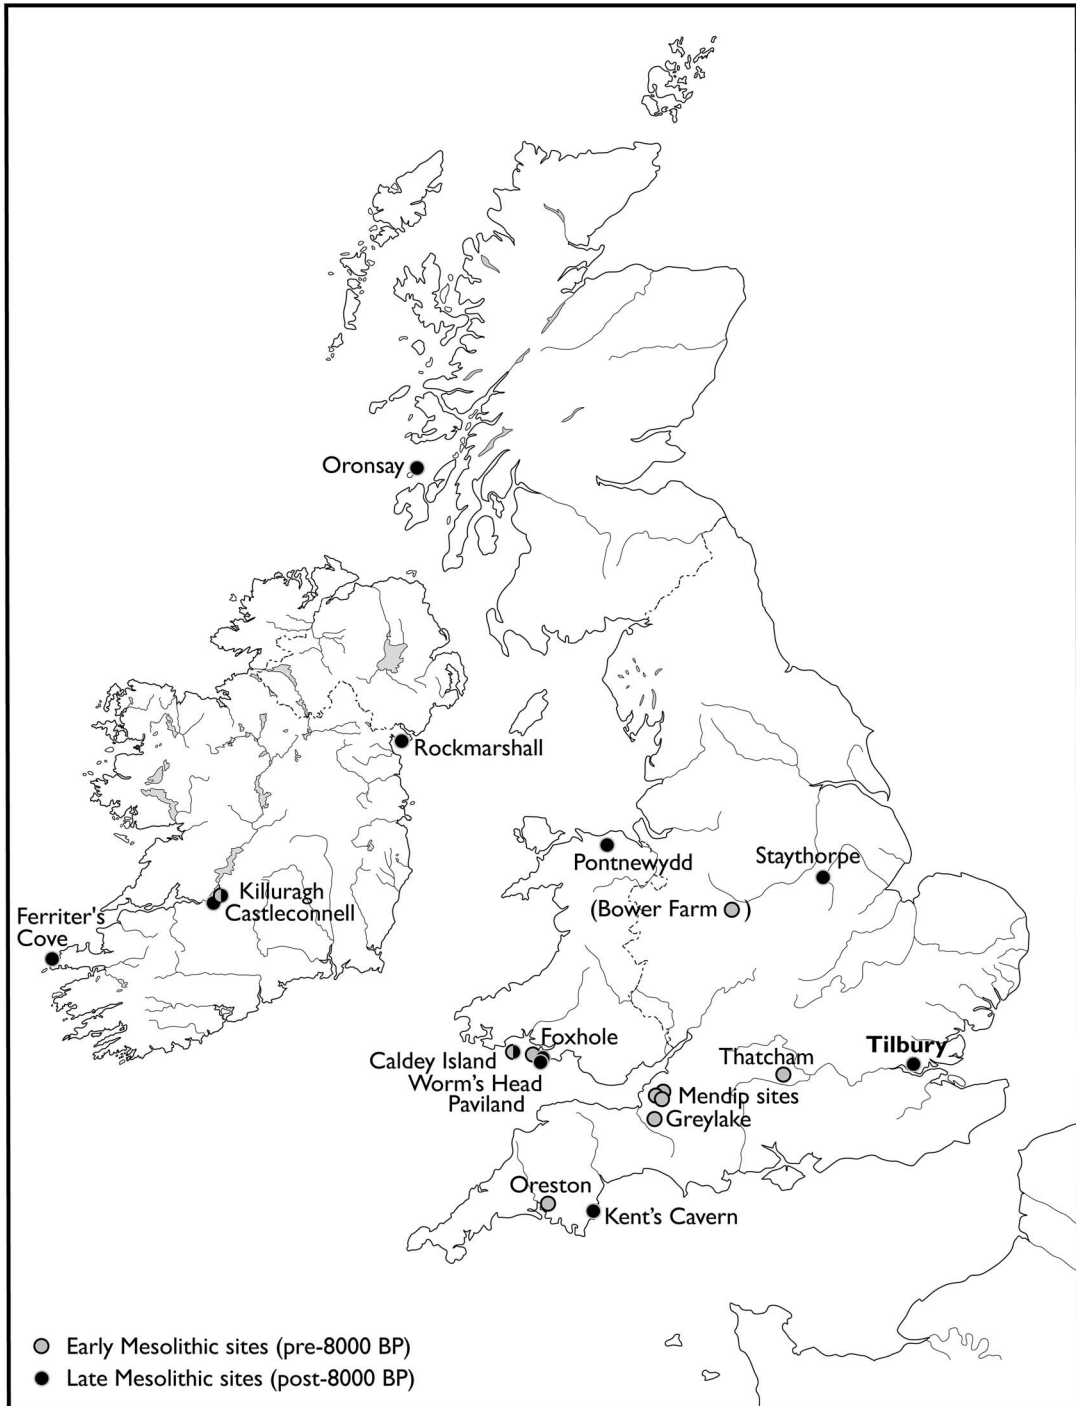 Oronsay
Rockmarshall
Pontnewydd
Staythorpe
Killuragh
Castleconnell
(Bower Farm )
Ferriter's
Cove
Foxhole
Caldey Island
Worm's Head
Paviland
Thatcham
Tilbury
Mendip sites
Greylake
Oreston
Kent's Cavern
Early Mesolithic sites (pre-8000 BP)
Late Mesolithic sites (post-8000 BP)